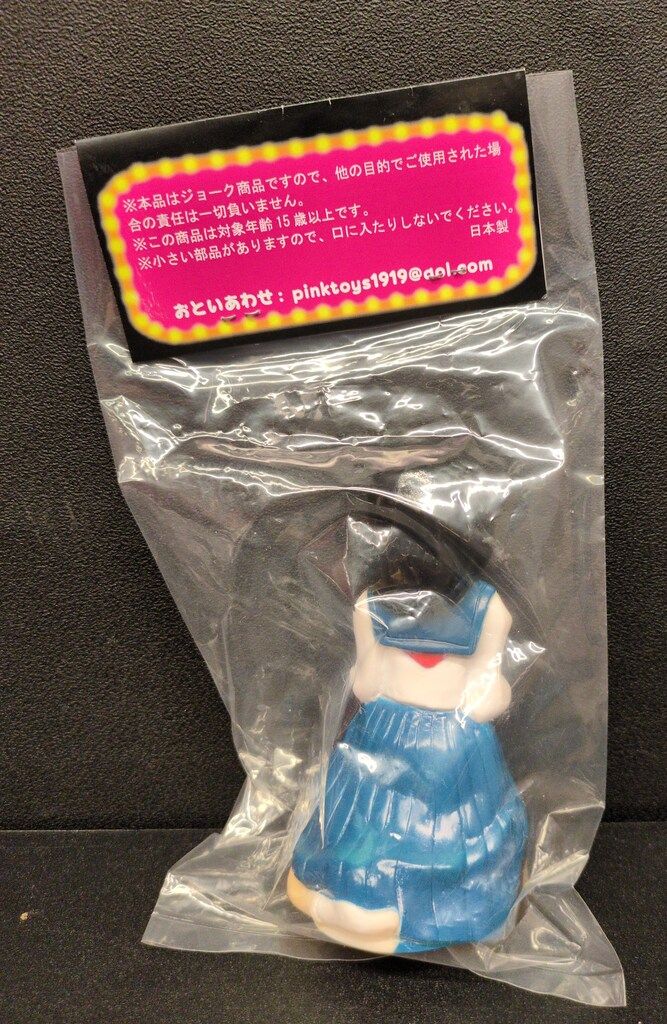 ※本品はジョーク商品ですので、他の目的でご使用された場
合の責任は一切負いません。
※この商品は対象年齢15歳以上です。
※小さい部品がありますので、口に入たりしないでください。
日本製
おといあわせ：pinktoys1919@aol.com